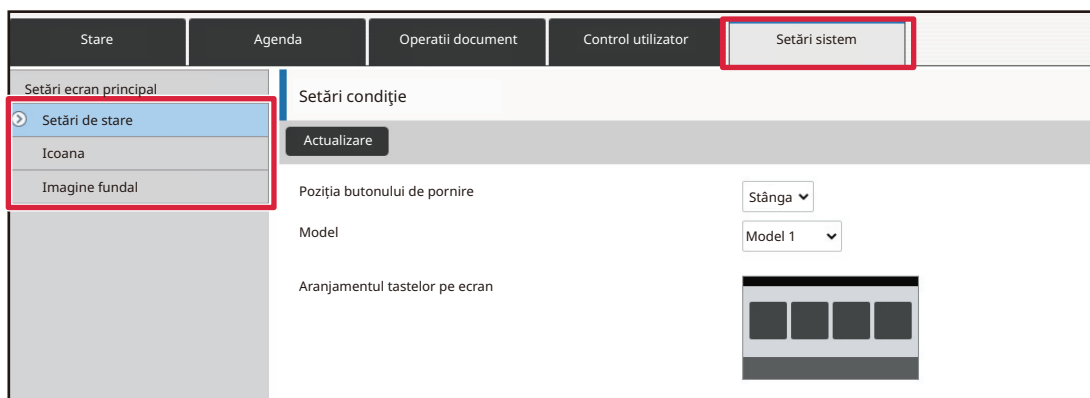 Stare
Agenda
Operatii document
Control utilizator
Setări sistem
Setări ecran principal
Setări de stare
Icoana
Imagine fundal
Setări condiţie
Actualizare
Poziția butonului de pornire
Stânga
Model
Model 1
Aranjamentul tastelor pe ecran